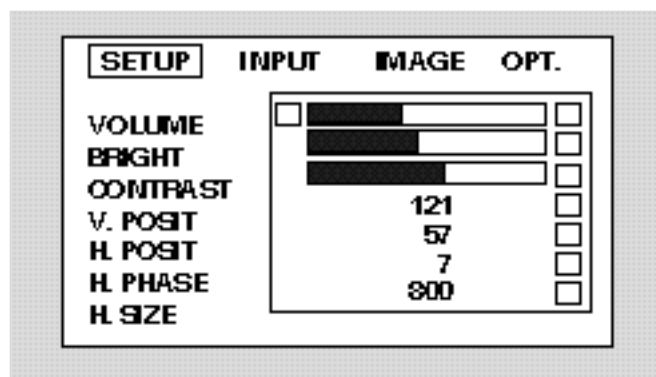 SETUP INPUT IMAGE OPT.
VOLUME
BRIGHT
CONTRAST
V. POSIT 121
H. POSIT 57
H. PHASE 7
H. SIZE 800